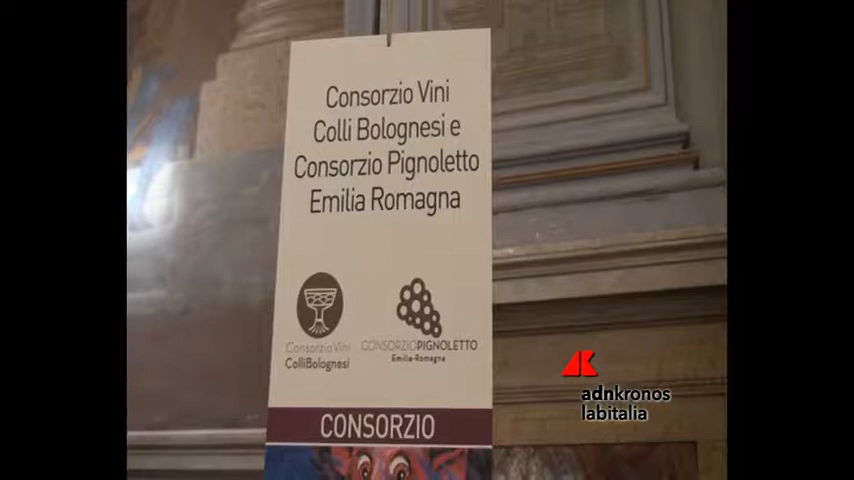 Consorzio Vini
Colli Bolognesi e
Consorzio Pignoletto
Emilia Romagna
Consorzio Vini
ColliBolognesi
CONSORZIOPIGNOLETTO
Emilia-Romagna
CONSORZIO
adnkronos
labitalia